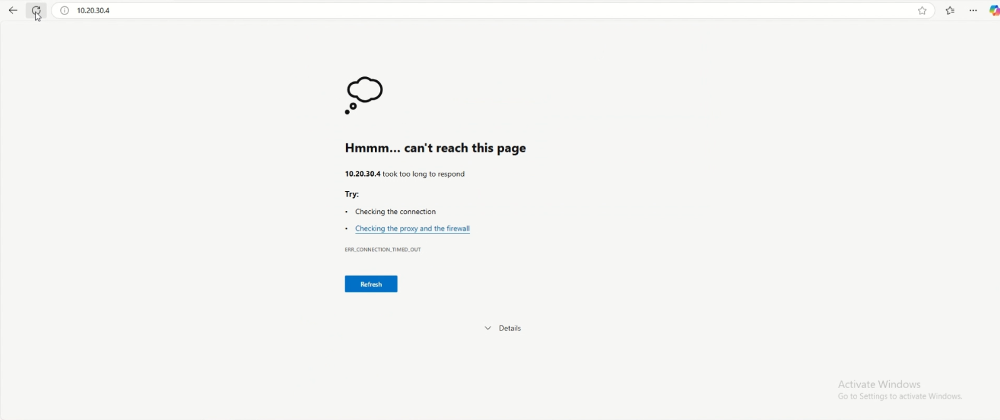 10.20.30.4
Hmmm... can't reach this page
10.20.30.4 took too long to respond
Try:
• Checking the connection
• Checking the proxy and the firewall
ERR_CONNECTION_TIMED_OUT
Refresh
Details
Activate Windows
Go to Settings to activate Windows.